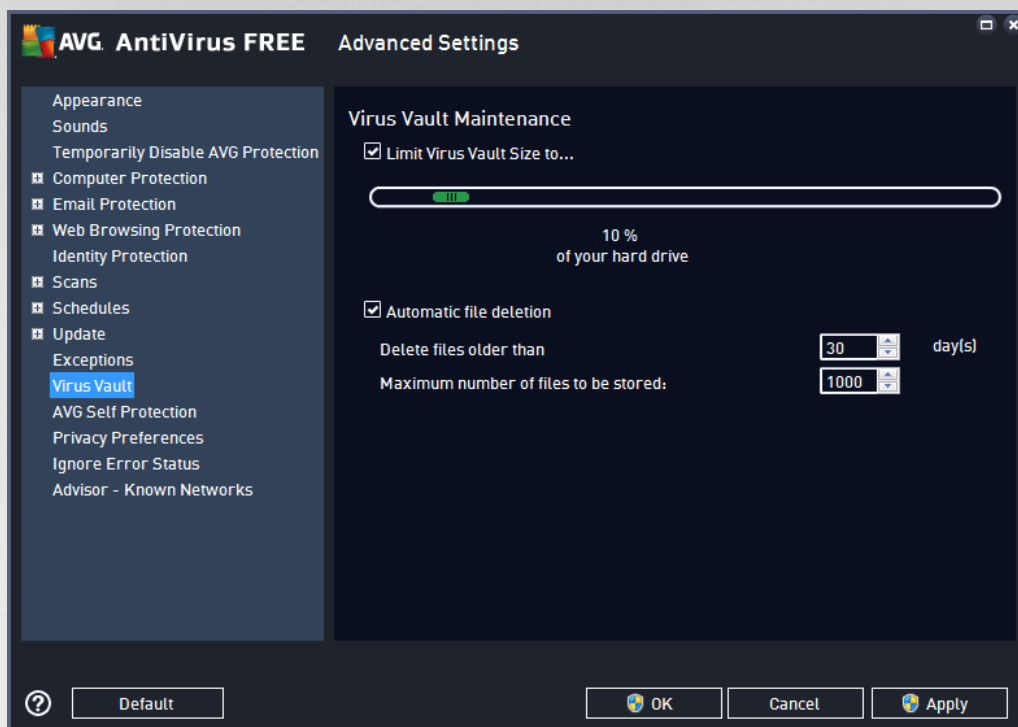 AVG. AntiVirus FREE Advanced Settings
Appearance
Sounds
Temporarily Disable AVG Protection
Computer Protection
Email Protection
Web Browsing Protection
Identity Protection
Scans
Schedules
Update
Exceptions
Virus Vault
AVG Self Protection
Privacy Preferences
Ignore Error Status
Advisor - Known Networks
Virus Vault Maintenance
Limit Virus Vault Size to...
10 %
of your hard drive
Automatic file deletion
Delete files older than 30 day(s)
Maximum number of files to be stored: 1000
? Default OK Cancel Apply